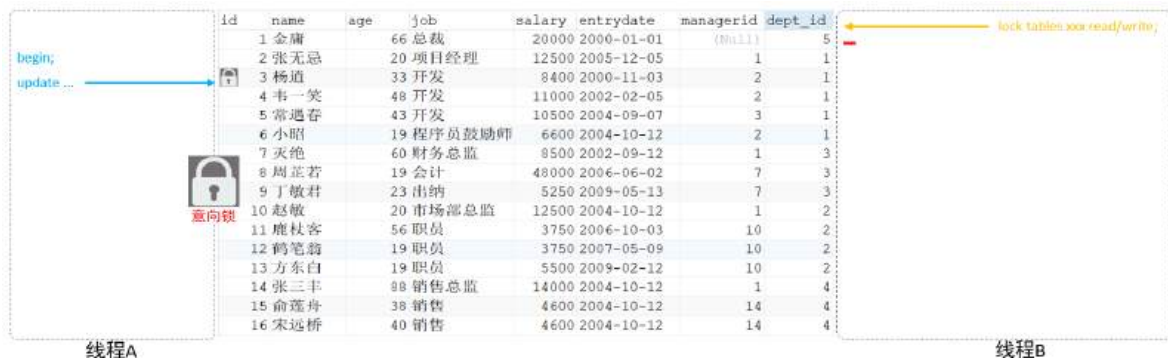 id name age job salary entrydate managerid dept_id
lock tables xxx read/write;
1 金庸 66 总裁 20000 2000-01-01 (Null) 5
begin;
2 张无忌 20 项目经理 12500 2005-12-05 1 1
update ...
3 杨逍 33 开发 8400 2000-11-03 2 1
4 韦一笑 48 开发 11000 2002-02-05 2 1
5 常遇春 43 开发 10500 2004-09-07 3 1
6 小昭 19 程序员鼓励师 6600 2004-10-12 2 1
7 灭绝 60 财务总监 8500 2002-09-12 1 3
8 周芷若 19 会计 48000 2006-06-02 7 3
9 丁敏君 23 出纳 5250 2009-05-13 7 3
意向锁
10 赵敏 20 市场部总监 12500 2004-10-12 1 2
11 鹿杖客 56 职员 3750 2006-10-03 10 2
12 鹤笔翁 19 职员 3750 2007-05-09 10 2
13 方东白 19 职员 5500 2009-02-12 10 2
14 张三丰 88 销售总监 14000 2004-10-12 1 4
15 俞莲舟 38 销售 4600 2004-10-12 14 4
16 宋远桥 40 销售 4600 2004-10-12 14 4
线程A
线程B